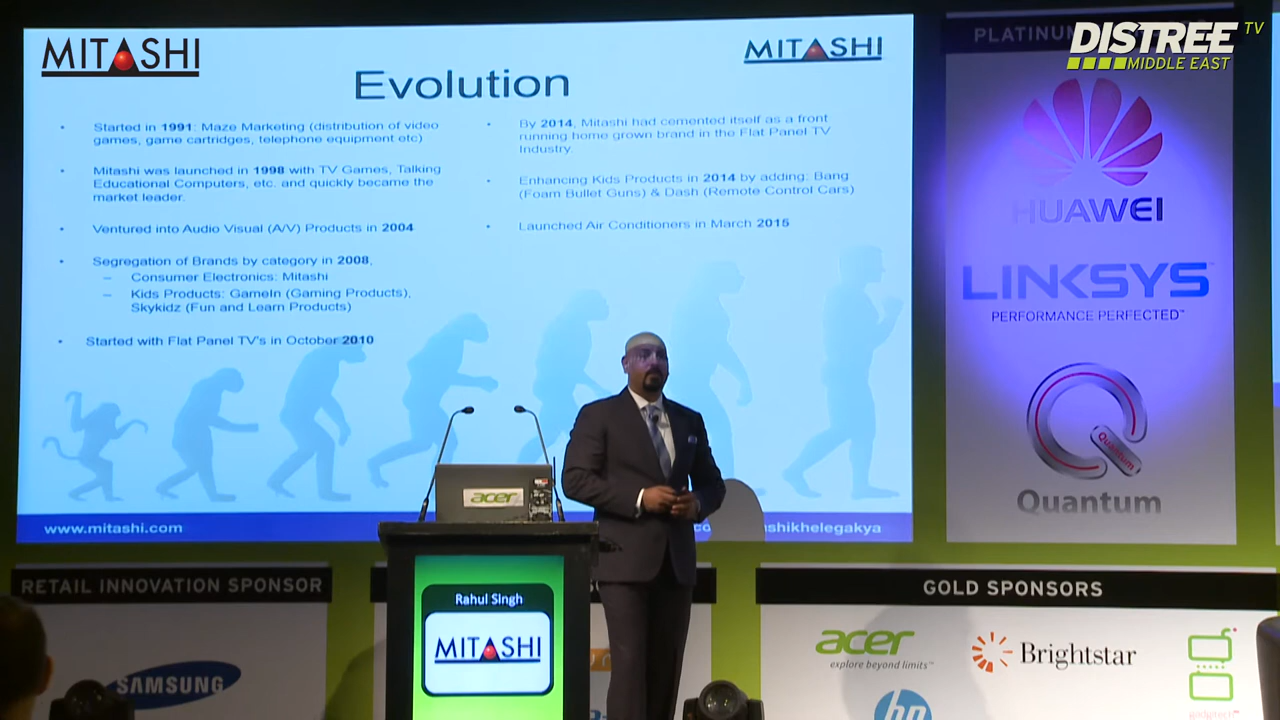 MITASHI
MITASHI
Evolution
• Started in 1991: Maze Marketing (distribution of video
games, game cartridges, telephone equipment etc)
• Mitashi was launched in 1998 with TV Games, Talking
Educational Computers, etc. and quickly became the
market leader.
• Ventured into Audio Visual (A/V) Products in 2004
• Segregation of Brands by category in 2008,
– Consumer Electronics: Mitashi
– Kids Products: GameIn (Gaming Products),
Skykidz (Fun and Learn Products)
• Started with Flat Panel TV's in October 2010
• By 2014, Mitashi had cemented itself as a front
running home grown brand in the Flat Panel TV
Industry.
• Enhancing Kids Products in 2014 by adding: Bang
(Foam Bullet Guns) & Dash (Remote Control Cars)
• Launched Air Conditioners in March 2015
www.mitashi.com
shikhelegakya
PLATINUM
DISTREE TV
MIDDLE EAST
HUAWEI
LINKSYS™
PERFORMANCE PERFECTED™
Quantum
Quantum
acer
RETAIL INNOVATION SPONSOR
SAMSUNG
Rahul Singh
MITASHI
GOLD SPONSORS
acer
explore beyond limits™
Brightstar
hp